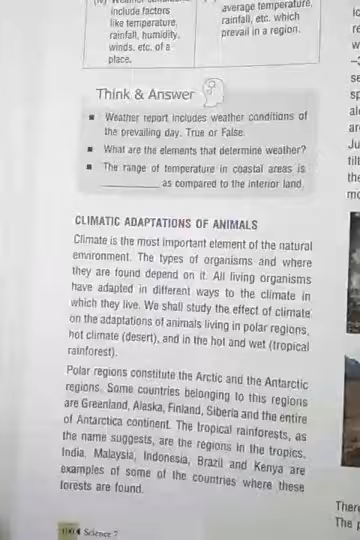 include factors
like temperature,
rainfall, humidity,
winds, etc. of a
place.
average temperature,
rainfall, etc. which
prevail in a region.
Think & Answer
Weather report includes weather conditions of
the prevailing day. True or False.
What are the elements that determine weather?
The range of temperature in coastal areas is
____________ as compared to the interior land.
CLIMATIC ADAPTATIONS OF ANIMALS
Climate is the most important element of the natural
environment. The types of organisms and where
they are found depend on it. All living organisms
have adapted in different ways to the climate in
which they live. We shall study the effect of climate
on the adaptations of animals living in polar regions,
hot climate (desert), and in the hot and wet (tropical
rainforest).
Polar regions constitute the Arctic and the Antarctic
regions. Some countries belonging to this regions
are Greenland, Alaska, Finland, Siberia and the entire
of Antarctica continent. The tropical rainforests, as
the name suggests, are the regions in the tropics.
India, Malaysia, Indonesia, Brazil and Kenya are
examples of some of the countries where these
forests are found.
Science 7
The